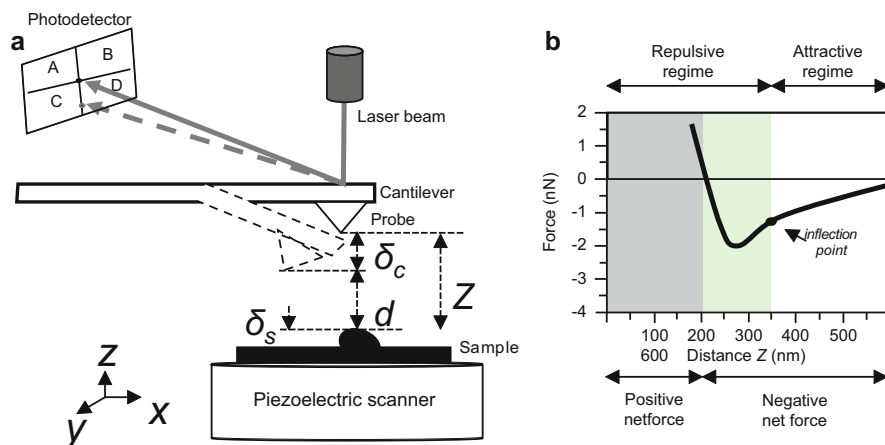 a
Photodetector
A
B
C
D
Laser beam
Cantilever
Probe
δc
Z
d
δs
Sample
z
y
x
Piezoelectric scanner
b
Repulsive
regime
Attractive
regime
2
1
0
-1
-2
-3
-4
Force (nN)
inflection
point
100 200 300 400 500
600
Distance Z (nm)
Positive
netforce
Negative
net force